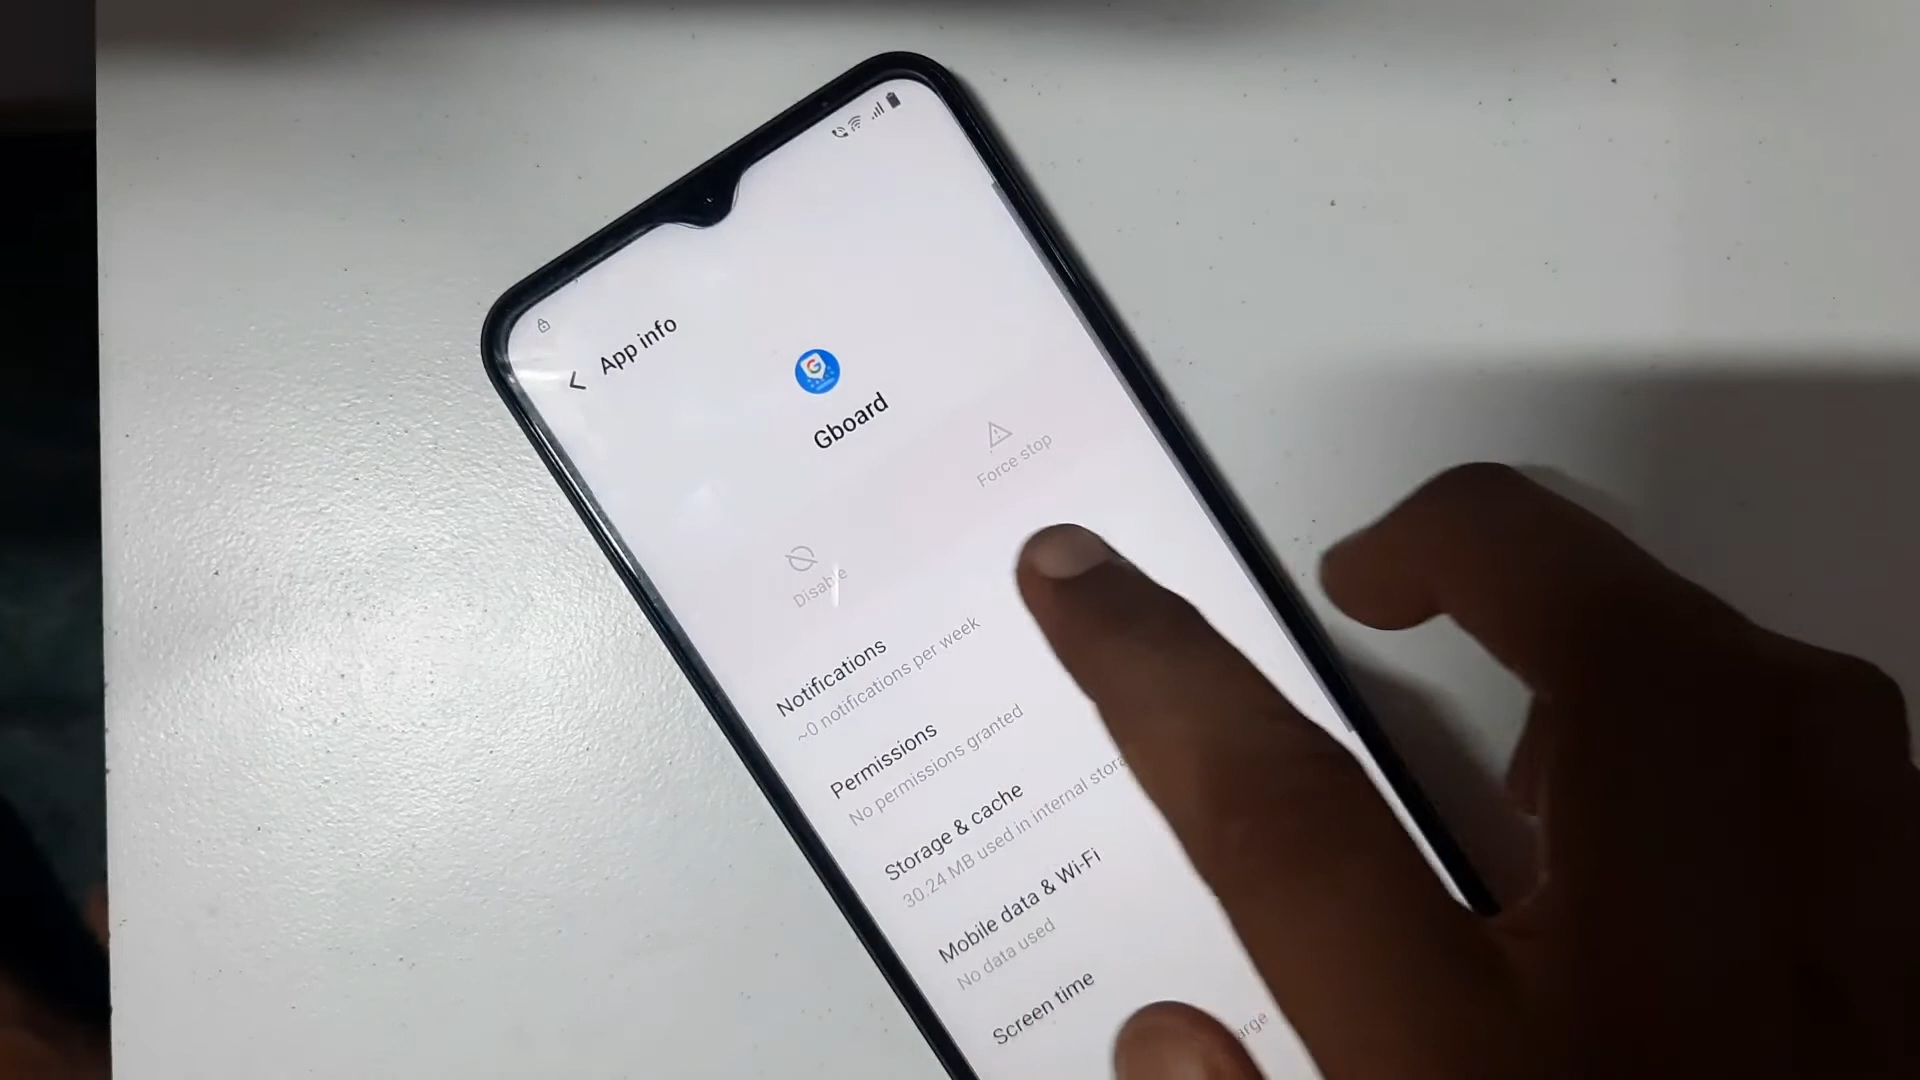 App info
Gboard
Disable
Force stop
Notifications
~0 notifications per week
Permissions
No permissions granted
Storage & cache
30.24 MB used in internal
Mobile data & Wi-Fi
No data used
Screen time